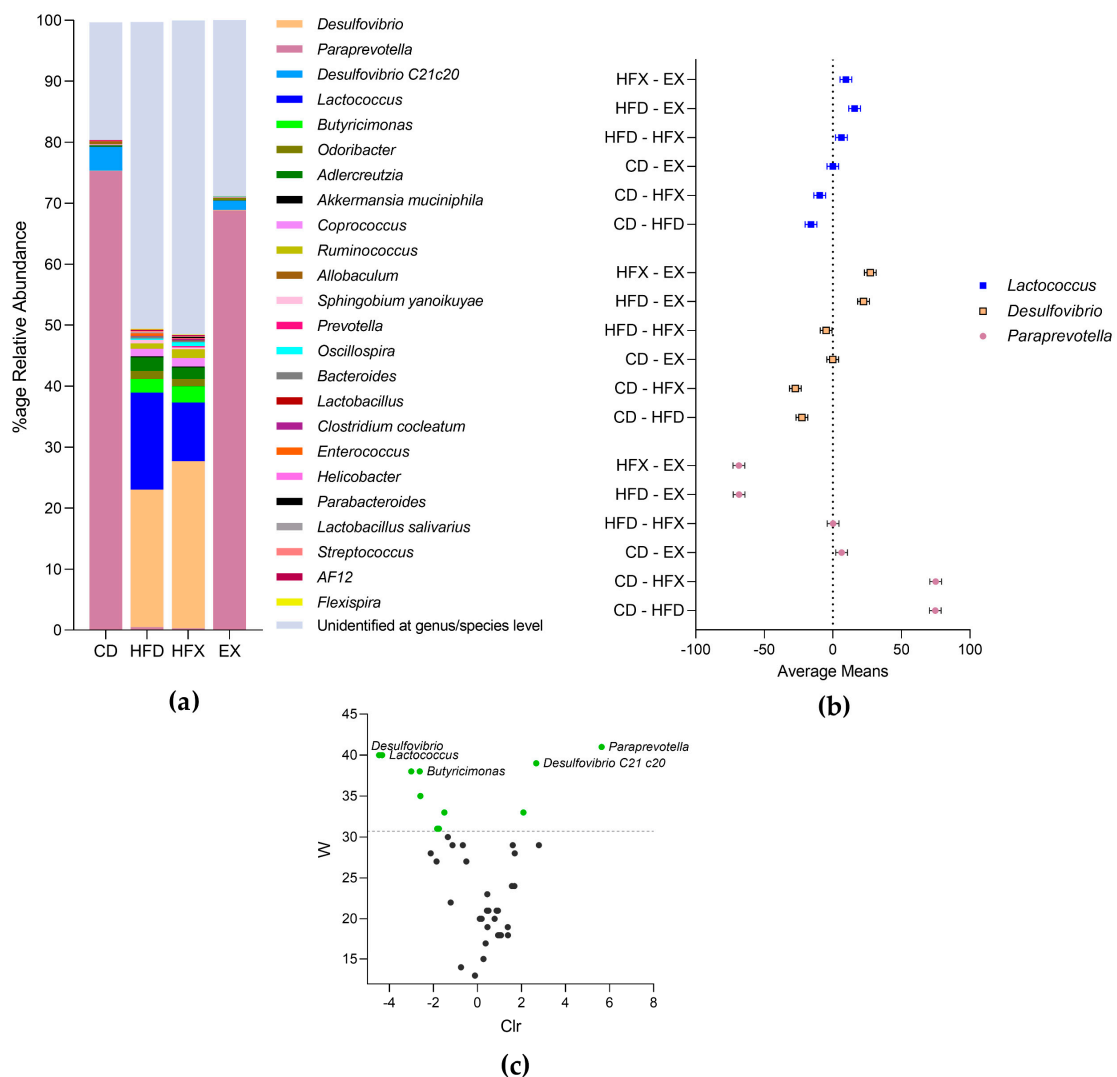 100
90
80
70
60
50
40
30
20
10
0
%age Relative Abundance
CD HFD HFX EX
Desulfovibrio
Paraprevotella
Desulfovibrio C21c20
Lactococcus
Butyricimonas
Odoribacter
Adlercreutzia
Akkermansia muciniphila
Coprococcus
Ruminococcus
Allobaculum
Sphingobium yanoikuyae
Prevotella
Oscillospira
Bacteroides
Lactobacillus
Clostridium cocleatum
Enterococcus
Helicobacter
Parabacteroides
Lactobacillus salivarius
Streptococcus
AF12
Flexispira
Unidentified at genus/species level
(a)
HFX - EX
HFD - EX
HFD - HFX
CD - EX
CD - HFX
CD - HFD
HFX - EX
HFD - EX
HFD - HFX
CD - EX
CD - HFX
CD - HFD
HFX - EX
HFD - EX
HFD - HFX
CD - EX
CD - HFX
CD - HFD
-100 -50 0 50 100
Average Means
Lactococcus
Desulfovibrio
Paraprevotella
(b)
45
40
35
30
25
20
15
W
Desulfovibrio
Lactococcus
Butyricimonas
Paraprevotella
Desulfovibrio C21 c20
-4 -2 0 2 4 6 8
Clr
(c)